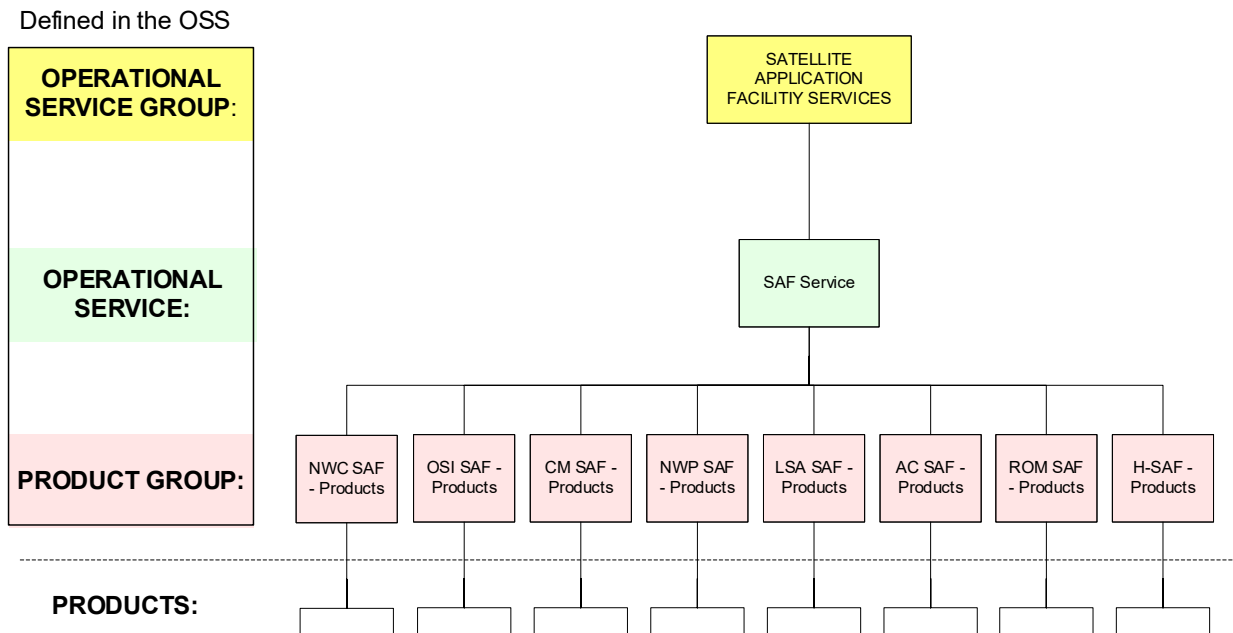 Defined in the OSS
OPERATIONAL
SERVICE GROUP:
SATELLITE
APPLICATION
FACILITIY SERVICES
OPERATIONAL
SERVICE:
SAF Service
PRODUCT GROUP:
NWC SAF
- Products
OSI SAF -
Products
CM SAF -
Products
NWP SAF
- Products
LSA SAF -
Products
AC SAF -
Products
ROM SAF
- Products
H-SAF -
Products
PRODUCTS: